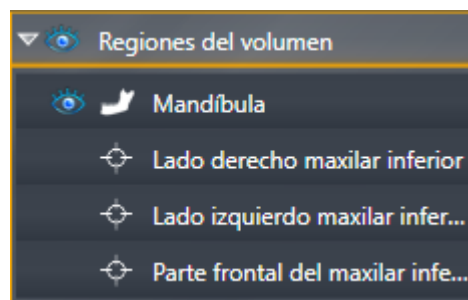 Regiones del volumen
Mandíbula
Lado derecho maxilar inferior
Lado izquierdo maxilar infer...
Parte frontal del maxilar infe...